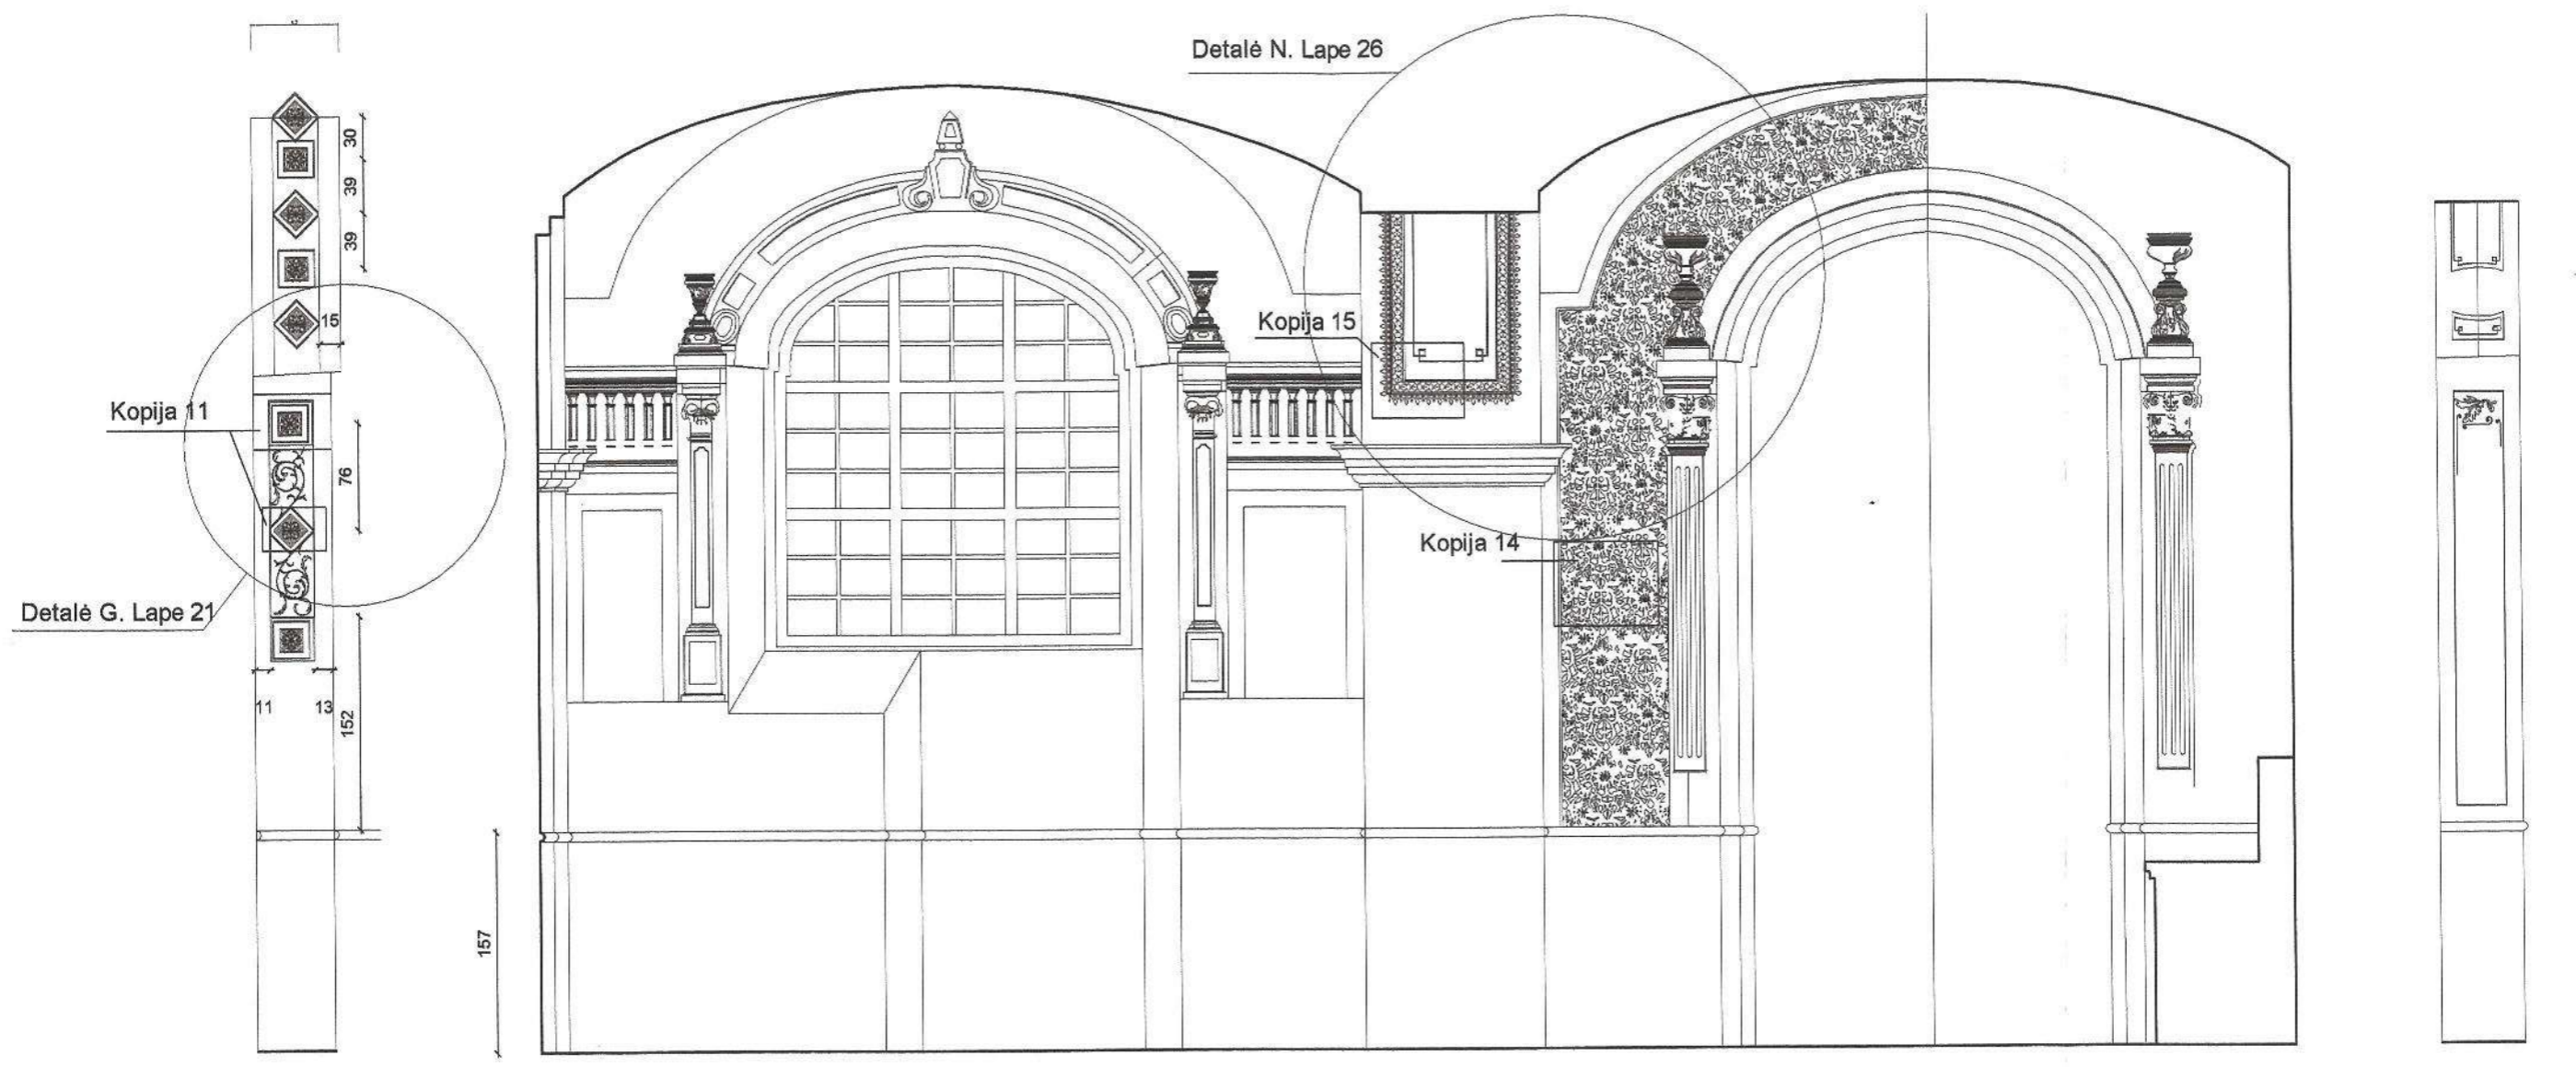 Detalė N. Lape 26
30
39
39
15
Kopija 15
Kopija 11
76
Kopija 14
Detalė G. Lape 21
11
13
152
157